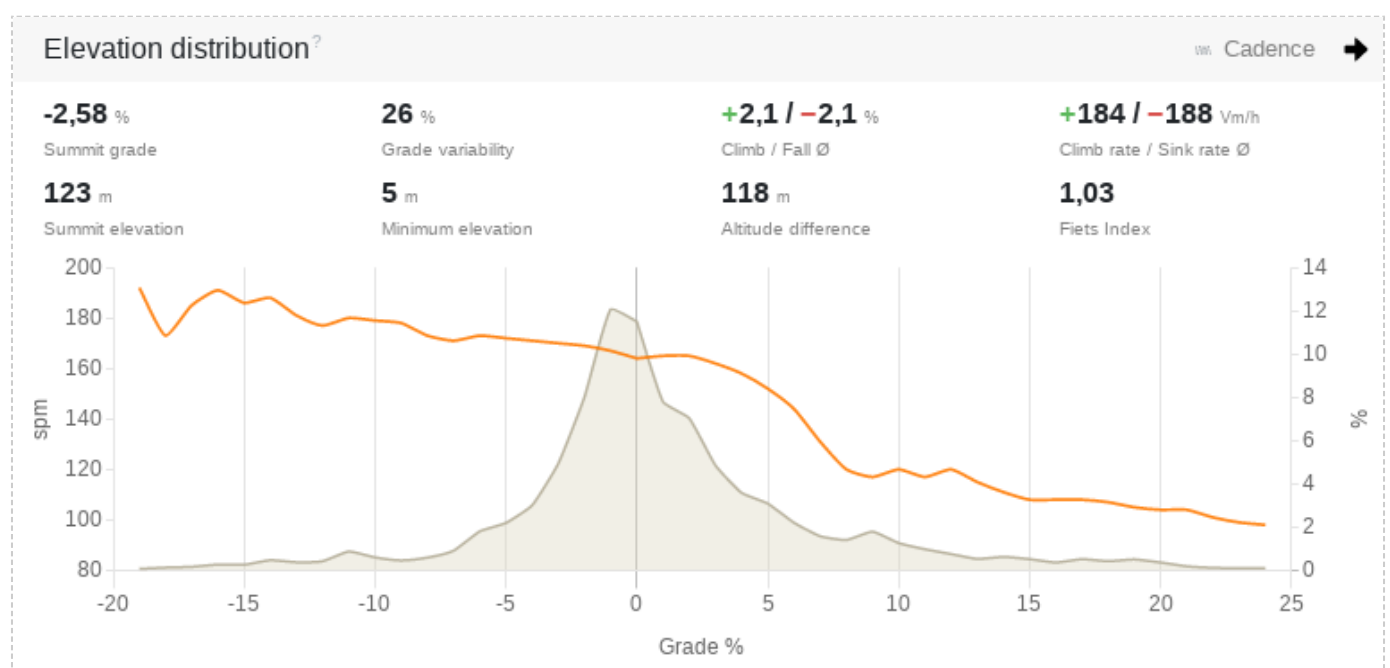 Elevation distribution?
Cadence
-2,58 % 26 % +2,1 / −2,1 % +184 / −188 Vm/h
Summit grade Grade variability Climb / Fall Ø Climb rate / Sink rate Ø
123 m 5 m 118 m 1,03
Summit elevation Minimum elevation Altitude difference Fiets Index
200 14
180 12
160 10
140 8
120 6
100 4
80 2
0
spm
%
-20 -15 -10 -5 0 5 10 15 20 25
Grade %